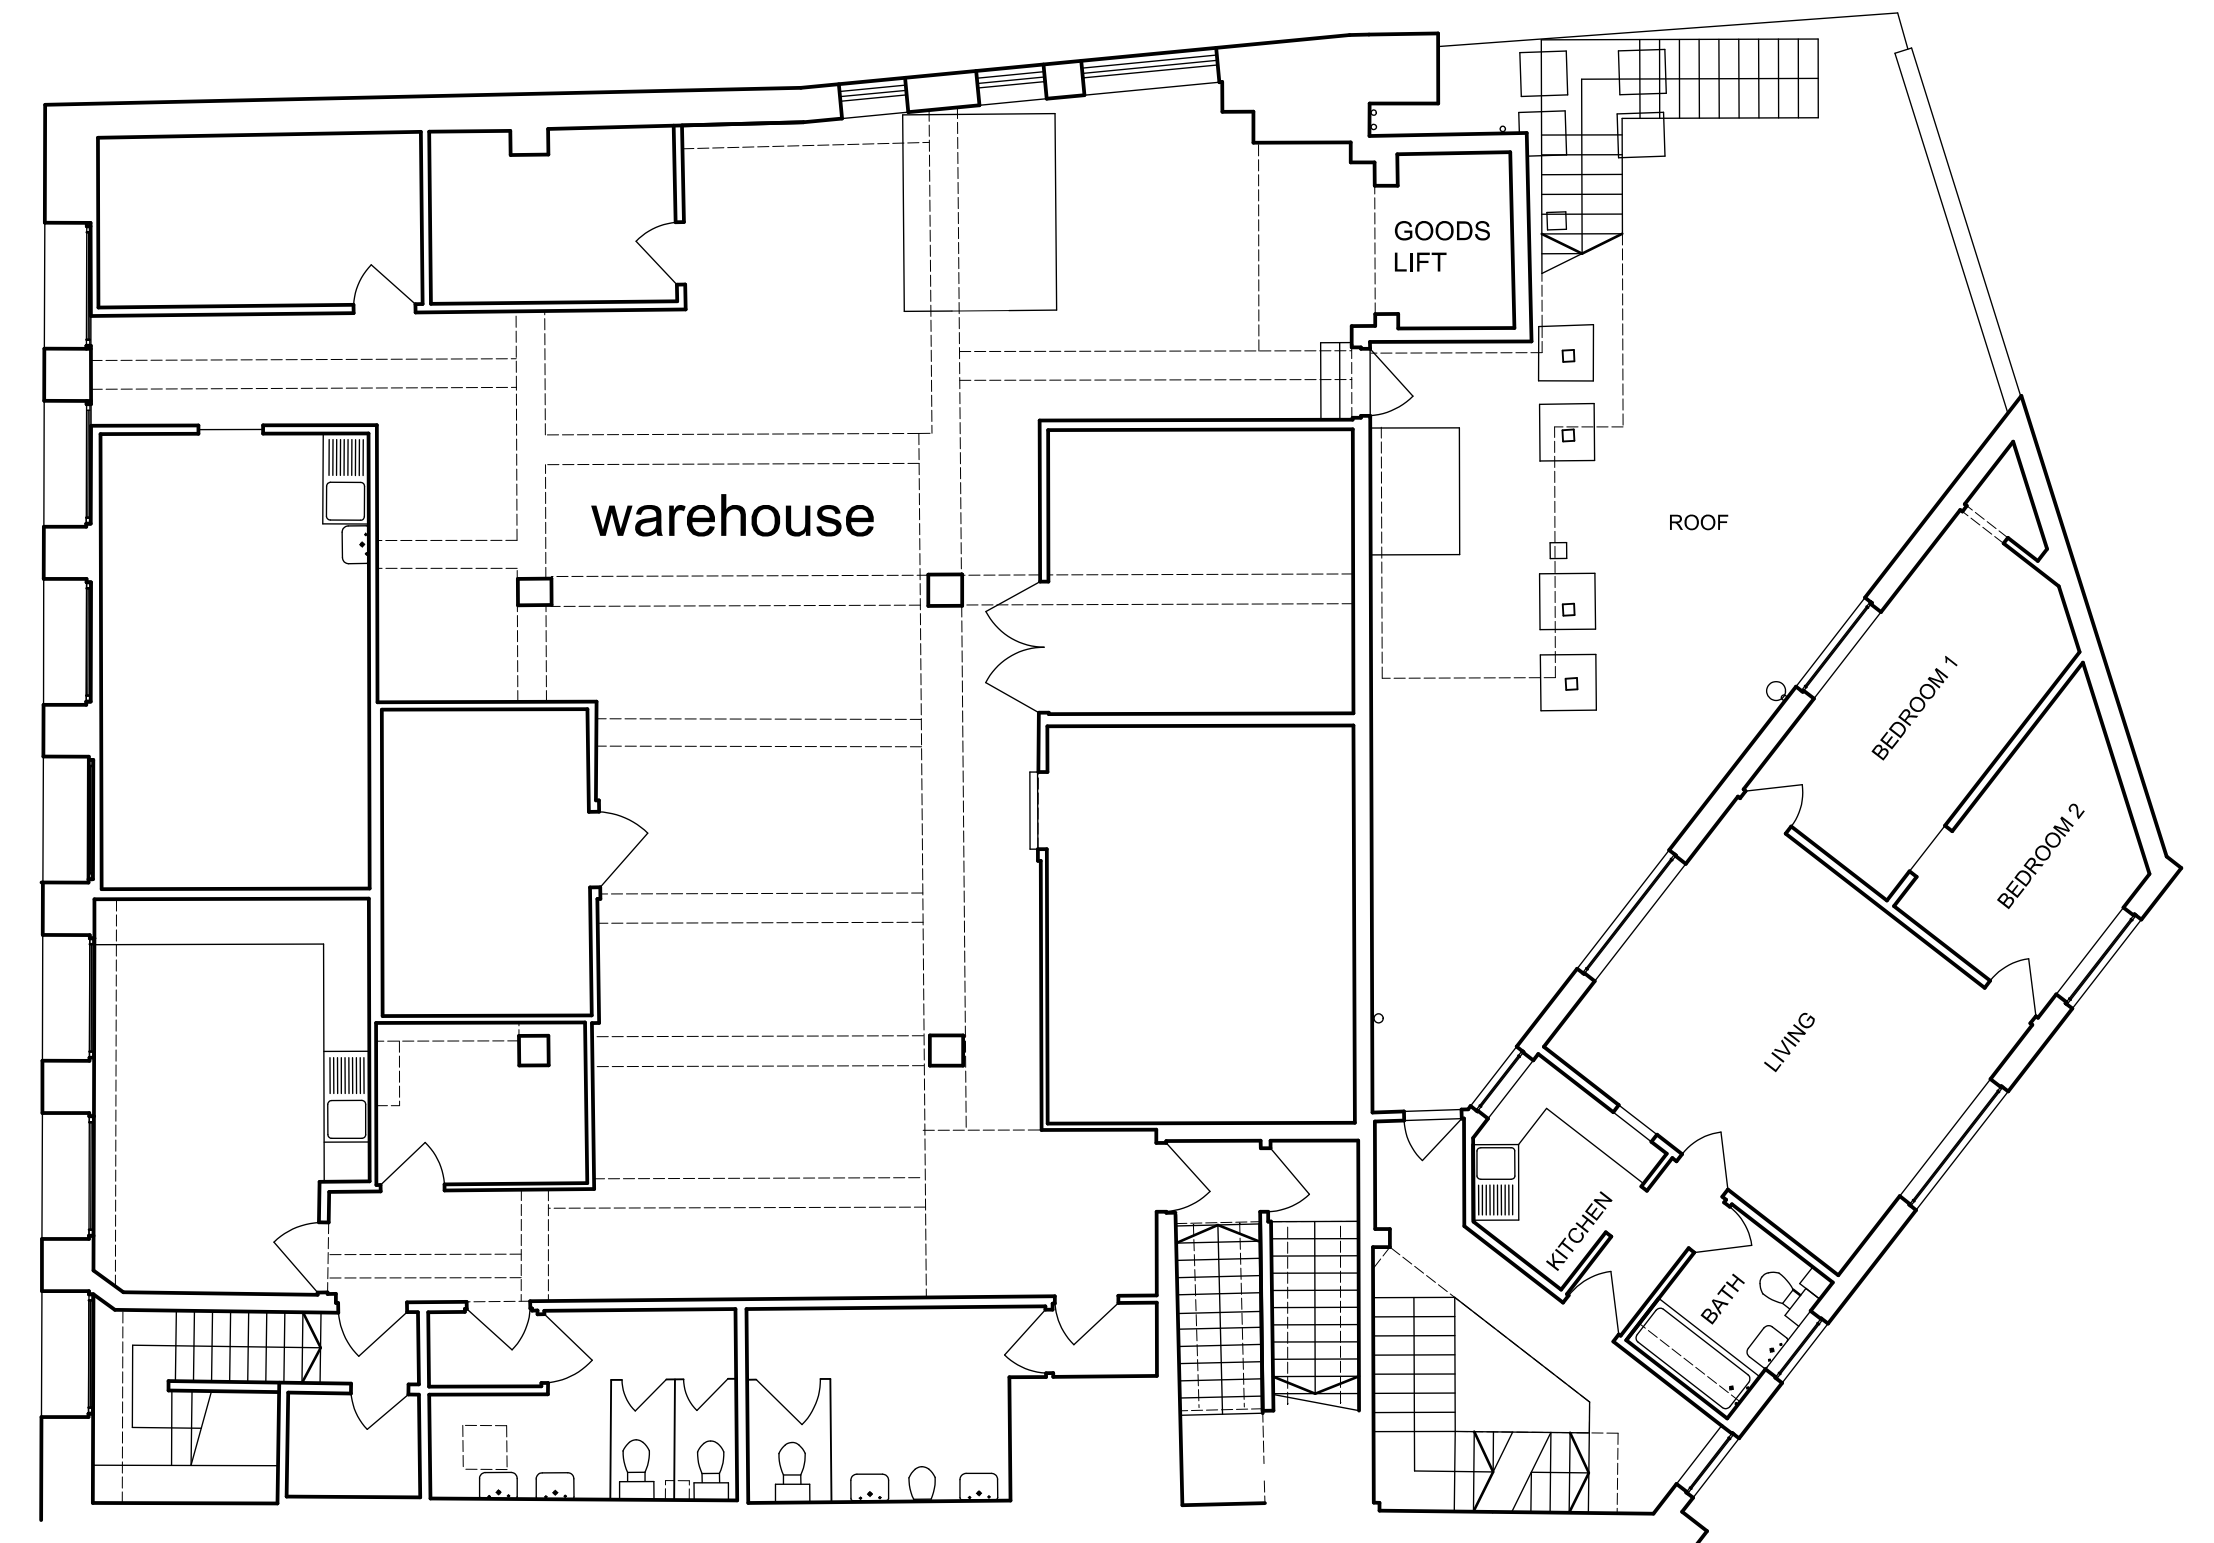 GOODS
LIFT
warehouse
ROOF
BEDROOM 1
BEDROOM 2
LIVING
KITCHEN
BATH